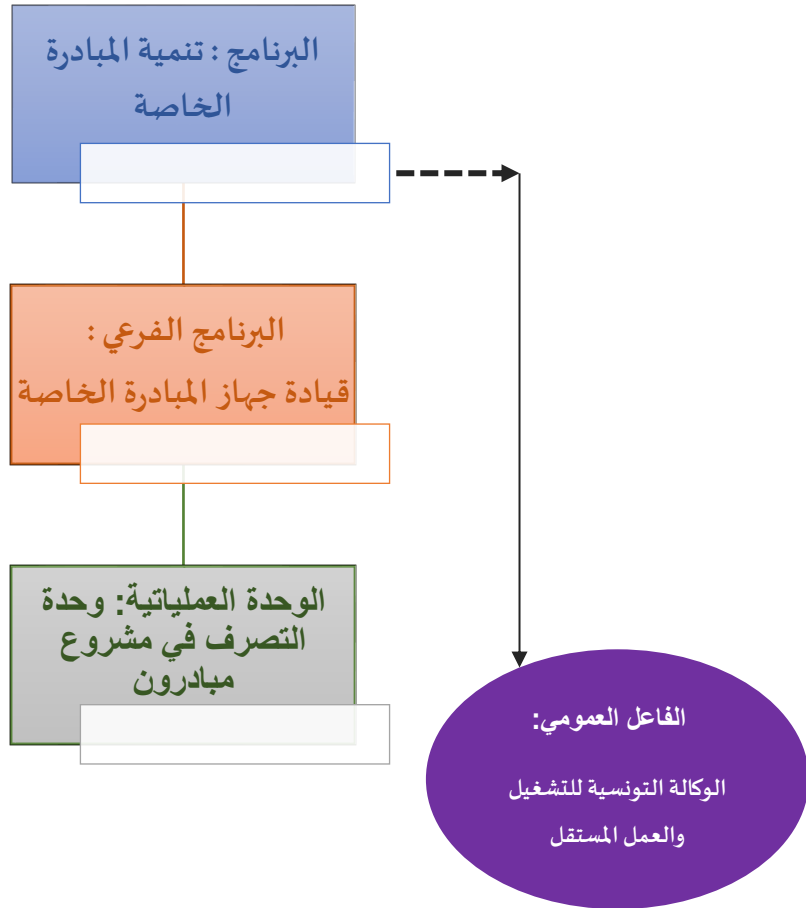 البرنامج : تنمية المبادرة
الخاصة
البرنامج الفرعي :
قيادة جهاز المبادرة الخاصة
الوحدة العملياتية: وحدة
التصرف في مشروع
مبادرون
الفاعل العمومي:
الوكالة التونسية للتشغيل
والعمل المستقل